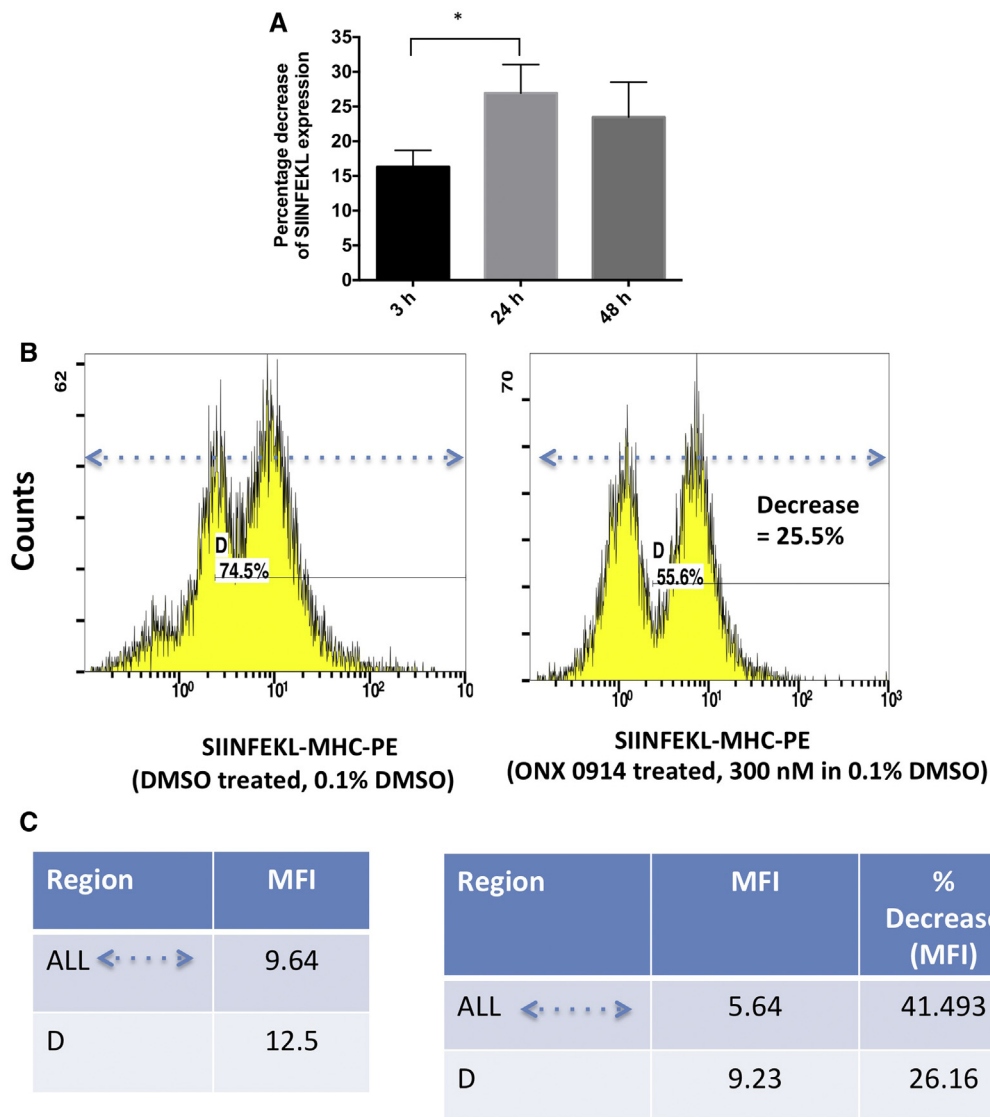 A
*
Percentage decrease
of SIINFEKL expression
35
30
25
20
15
10
5
0
3 h
24 h
48 h
B
62
Counts
D
74.5%
10⁰
10¹
10²
10
SIINFEKL-MHC-PE
(DMSO treated, 0.1% DMSO)
70
D
55.6%
Decrease
= 25.5%
10⁰
10¹
10²
10³
SIINFEKL-MHC-PE
(ONX 0914 treated, 300 nM in 0.1% DMSO)
C
Region MFI
ALL 9.64
D 12.5
Region MFI %
Decrease
(MFI)
ALL 5.64 41.493
D 9.23 26.16